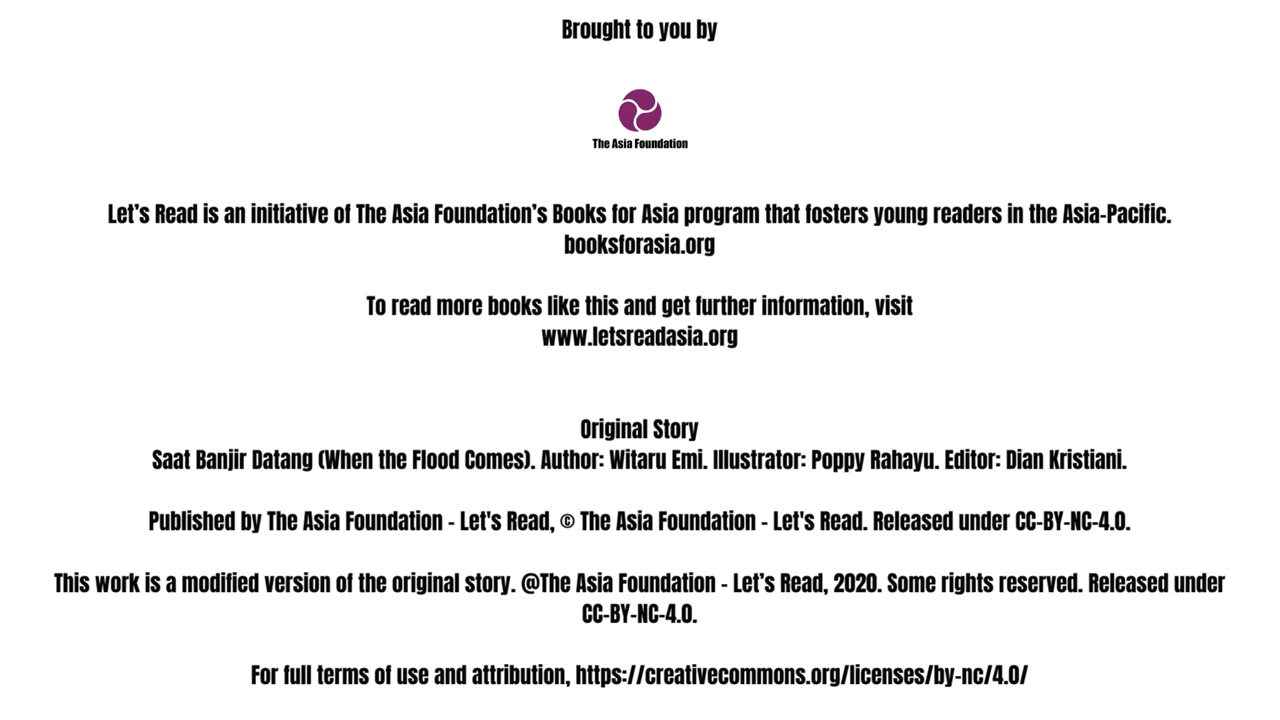 Brought to you by
The Asia Foundation
Let’s Read is an initiative of The Asia Foundation’s Books for Asia program that fosters young readers in the Asia-Pacific.
booksforasia.org
To read more books like this and get further information, visit
www.letsreadasia.org
Original Story
Saat Banjir Datang (When the Flood Comes). Author: Witaru Emi. Illustrator: Poppy Rahayu. Editor: Dian Kristiani.
Published by The Asia Foundation - Let's Read, © The Asia Foundation - Let's Read. Released under CC-BY-NC-4.0.
This work is a modified version of the original story. @The Asia Foundation - Let’s Read, 2020. Some rights reserved. Released under
CC-BY-NC-4.0.
For full terms of use and attribution, https://creativecommons.org/licenses/by-nc/4.0/